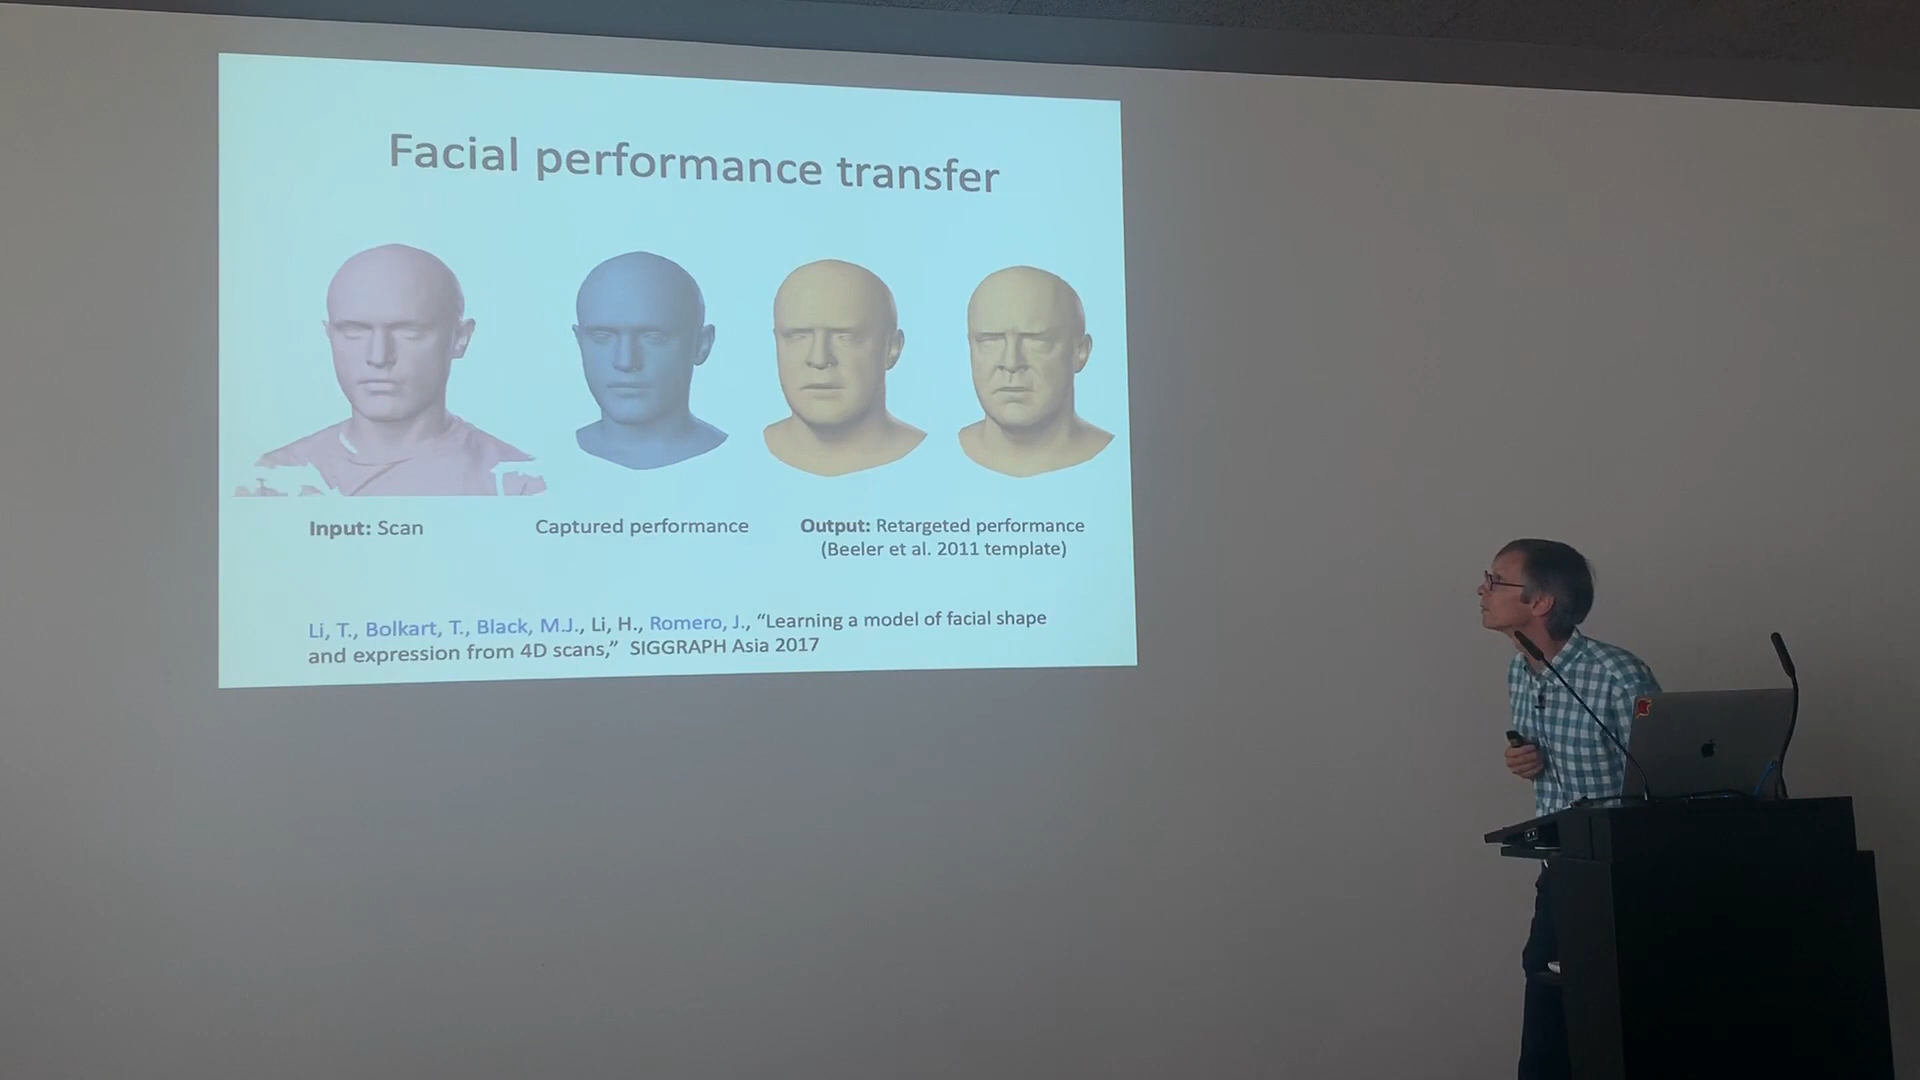 Facial performance transfer
Input: Scan
Captured performance
Output: Retargeted performance
(Beeler et al. 2011 template)
Li, T., Bolkart, T., Black, M.J., Li, H., Romero, J., “Learning a model of facial shape
and expression from 4D scans,” SIGGRAPH Asia 2017